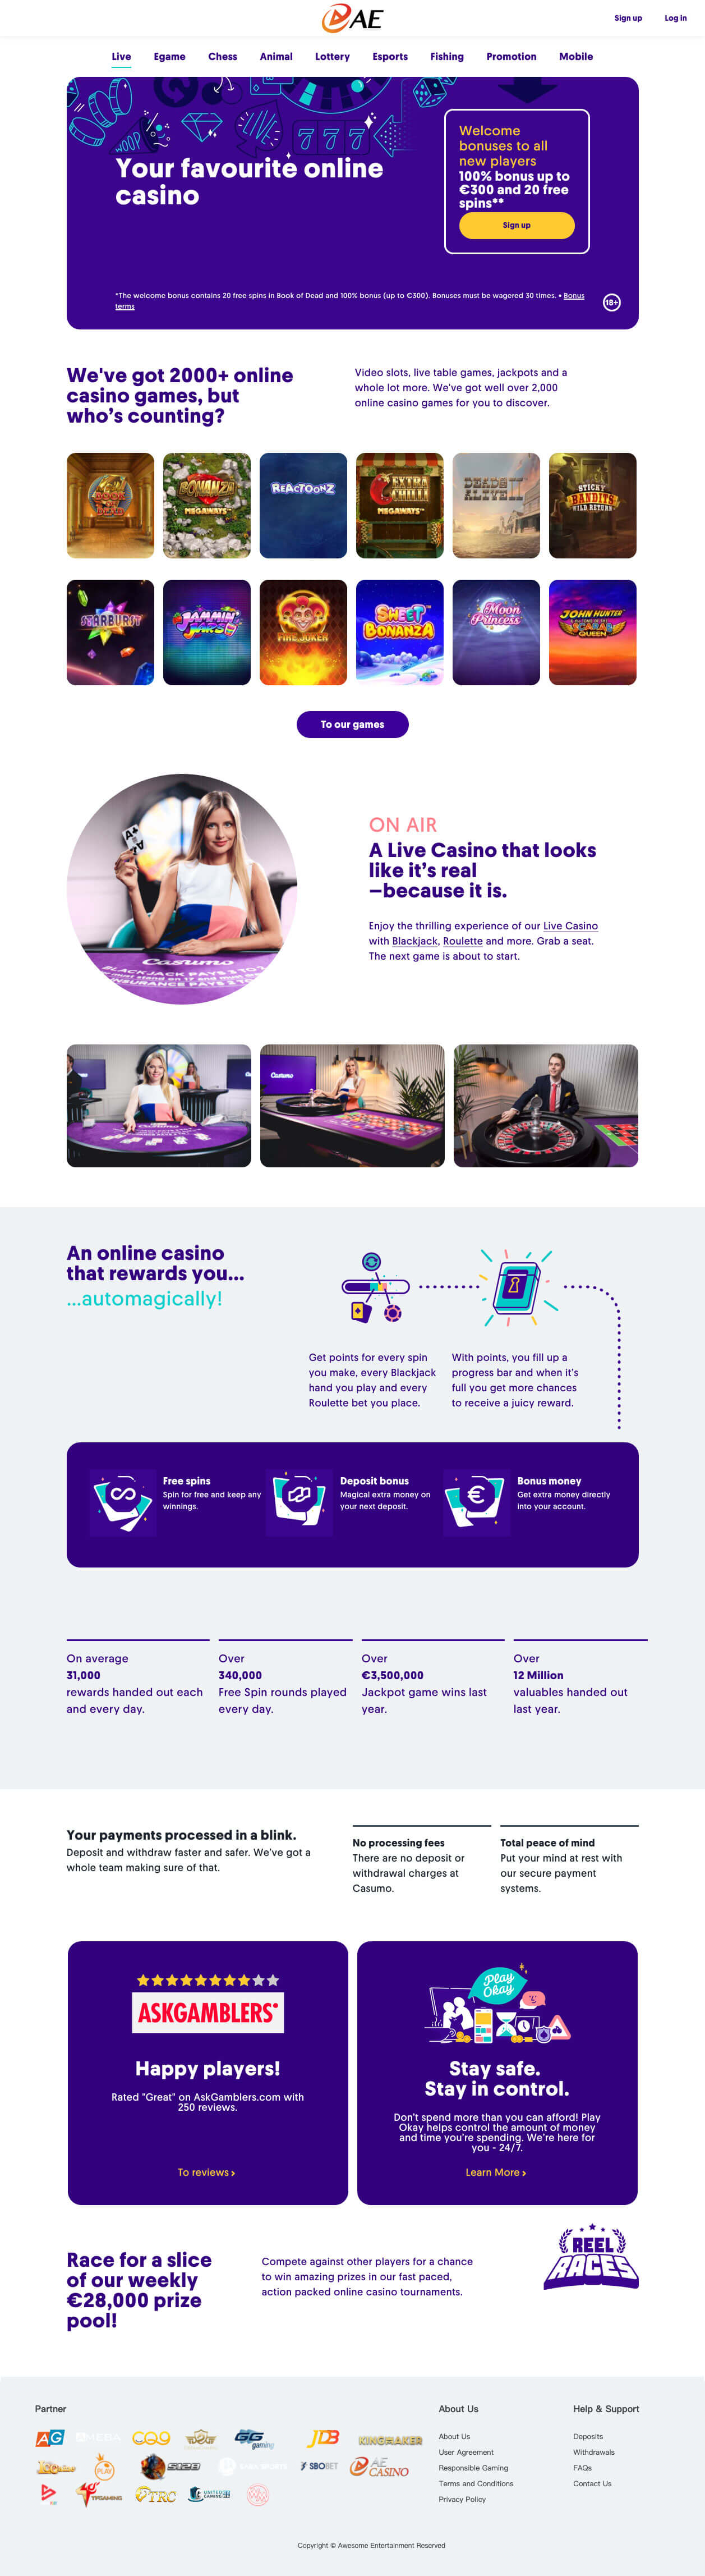 AE
Sign up
Log in
Live
Egame
Chess
Animal
Lottery
Esports
Fishing
Promotion
Mobile
WOOP
777
Your favourite online
casino
Welcome
bonuses to all
new players
100% bonus up to
€300 and 20 free
spins**
Sign up
*The welcome bonus contains 20 free spins in Book of Dead and 100% bonus (up to €300). Bonuses must be wagered 30 times. • Bonus
terms
18+
We've got 2000+ online
casino games, but
who’s counting?
Video slots, live table games, jackpots and a
whole lot more. We've got well over 2,000
online casino games for you to discover.
BONANZA
MEGAWAYS™
REACTOONZ
EXTRA
CHILLI
MEGAWAYS™
STICKY
BANDITS
WILD RETURN
STARBURST
JAMMIN'
JARS
FIRE JOKER
SWEET
BONANZA
Moon
Princess
JOHN HUNTER
SCARAB
QUEEN
To our games
A
A
Casumo
BLACKJACK PAYS 3 TO
INSURANCE PAYS 2 TO
ON AIR
A Live Casino that looks
like it’s real
—because it is.
Enjoy the thrilling experience of our Live Casino
with Blackjack, Roulette and more. Grab a seat.
The next game is about to start.
Casumo
An online casino
that rewards you...
...automagically!
Get points for every spin
you make, every Blackjack
hand you play and every
Roulette bet you place.
With points, you fill up a
progress bar and when it's
full you get more chances
to receive a juicy reward.
Free spins
Spin for free and keep any
winnings.
Deposit bonus
Magical extra money on
your next deposit.
€
Bonus money
Get extra money directly
into your account.
On average
31,000
rewards handed out each
and every day.
Over
340,000
Free Spin rounds played
every day.
Over
€3,500,000
Jackpot game wins last
year.
Over
12 Million
valuables handed out
last year.
Your payments processed in a blink.
Deposit and withdraw faster and safer. We've got a
whole team making sure of that.
No processing fees
There are no deposit or
withdrawal charges at
Casumo.
Total peace of mind
Put your mind at rest with
our secure payment
systems.
ASKGAMBLERS
Happy players!
Rated "Great" on AskGamblers.com with
250 reviews.
To reviews ›
Play
Okay
Stay safe.
Stay in control.
Don't spend more than you can afford! Play
Okay helps control the amount of money
and time you're spending. We're here for
you - 24/7.
Learn More ›
Race for a slice
of our weekly
€28,000 prize
pool!
Compete against other players for a chance
to win amazing prizes in our fast paced,
action packed online casino tournaments.
REEL
RACES
Partner
AG
CQ9
GG
gaming
JDB
KINGMAKER
PLAY
S128
SBOBET
AE
CASINO
TFGAMING
TRC
UNITED
GAMING
About Us
About Us
User Agreement
Responsible Gaming
Terms and Conditions
Privacy Policy
Help & Support
Deposits
Withdrawals
FAQs
Contact Us
Copyright © Awesome Entertainment Reserved